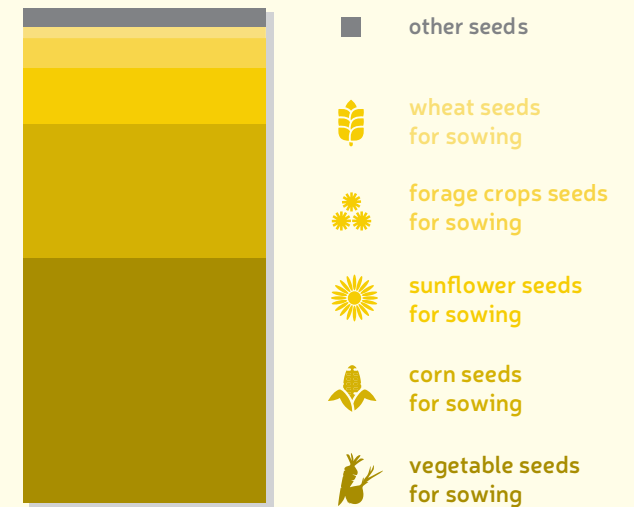 other seeds
wheat seeds
for sowing
forage crops seeds
for sowing
sunflower seeds
for sowing
corn seeds
for sowing
vegetable seeds
for sowing